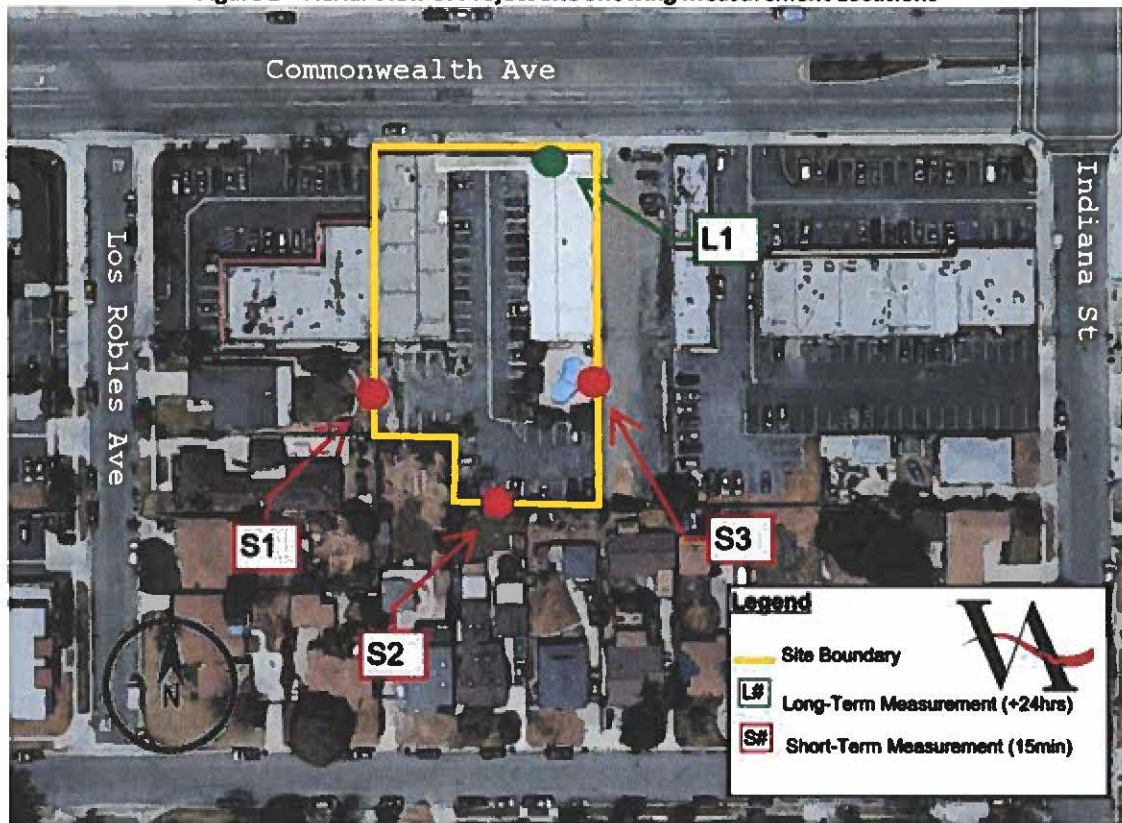 Commonwealth Ave
Los Robles Ave
Indiana St
L1
S1
S2
S3
N
Legend
Site Boundary
L# Long-Term Measurement (+24hrs)
S# Short-Term Measurement (15min)
VA